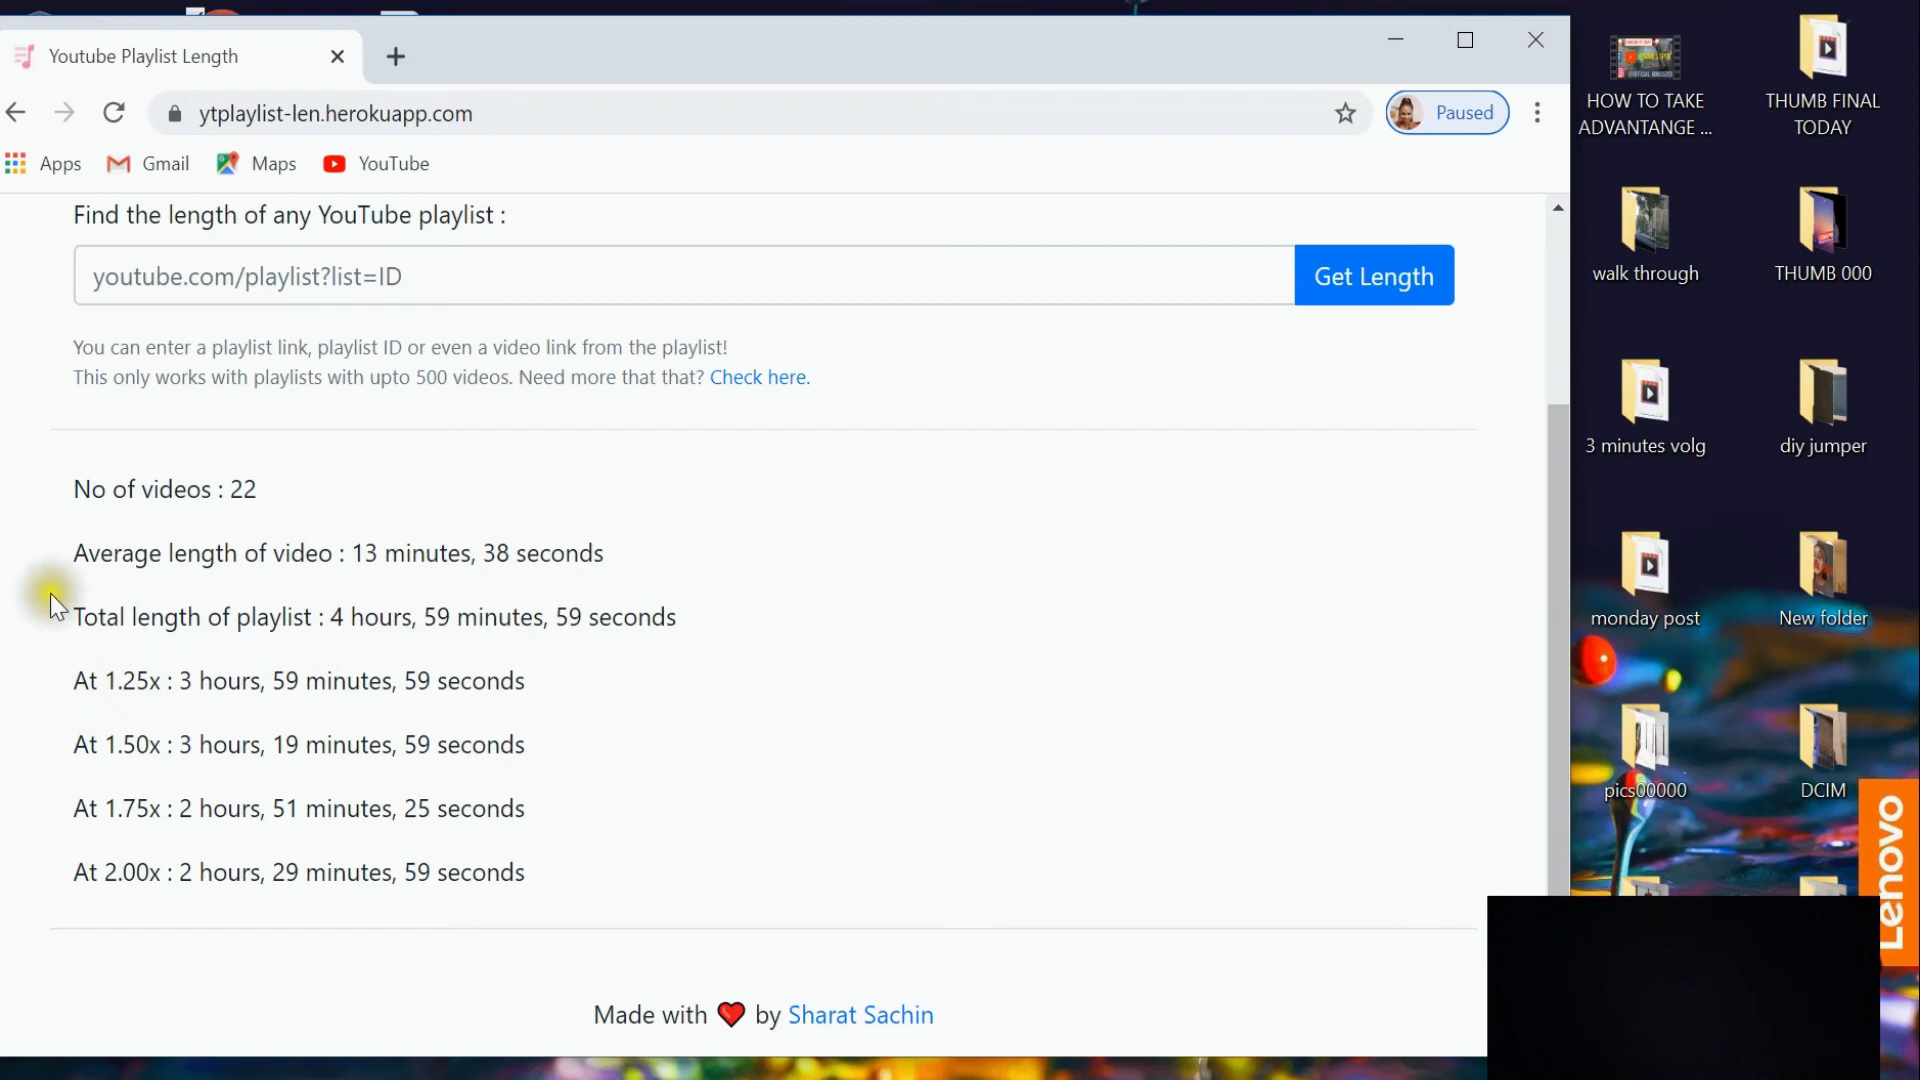 Youtube Playlist Length
ytplaylist-len.herokuapp.com
Paused
Apps
Gmail
Maps
YouTube
Find the length of any YouTube playlist :
youtube.com/playlist?list=ID
Get Length
You can enter a playlist link, playlist ID or even a video link from the playlist!
This only works with playlists with upto 500 videos. Need more that that? Check here.
No of videos : 22
Average length of video : 13 minutes, 38 seconds
Total length of playlist : 4 hours, 59 minutes, 59 seconds
At 1.25x : 3 hours, 59 minutes, 59 seconds
At 1.50x : 3 hours, 19 minutes, 59 seconds
At 1.75x : 2 hours, 51 minutes, 25 seconds
At 2.00x : 2 hours, 29 minutes, 59 seconds
Made with ❤ by Sharat Sachin
HOW TO TAKE
ADVANTANGE ...
THUMB FINAL
TODAY
walk through
THUMB 000
3 minutes volg
diy jumper
monday post
New folder
pics00000
DCIM
Lenovo